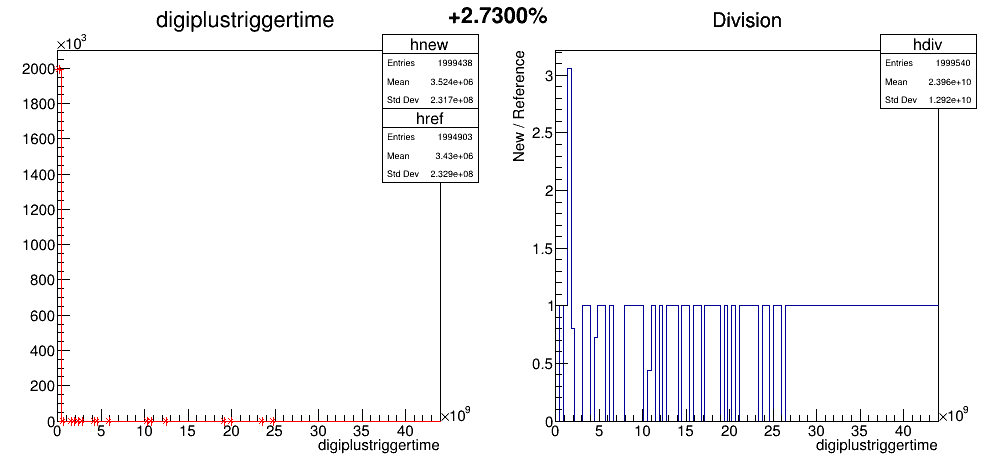 digiplustriggertime
+2.7300%
Division
×10³
hnew
Entries 1999438
Mean 3.524e+06
Std Dev 2.317e+08
href
Entries 1994903
Mean 3.43e+06
Std Dev 2.329e+08
2000
1800
1600
1400
1200
1000
800
600
400
200
0
0 5 10 15 20 25 30 35 40 ×10⁹
digiplustriggertime
hdiv
Entries 1999540
Mean 2.396e+10
Std Dev 1.292e+10
New / Reference
3
2.5
2
1.5
1
0.5
0
0 5 10 15 20 25 30 35 40 ×10⁹
digiplustriggertime